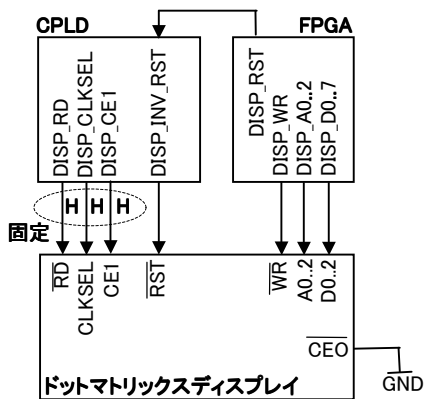 CPLD
FPGA
DISP_RD
DISP_CLKSEL
DISP_CE1
DISP_INV_RST
DISP_RST
DISP_WR
DISP_A0..2
DISP_D0..7
H H H
固定
RD
CLKSEL
CE1
RST
WR
A0..2
D0..2
CEO
GND
ドットマトリックスディスプレイ